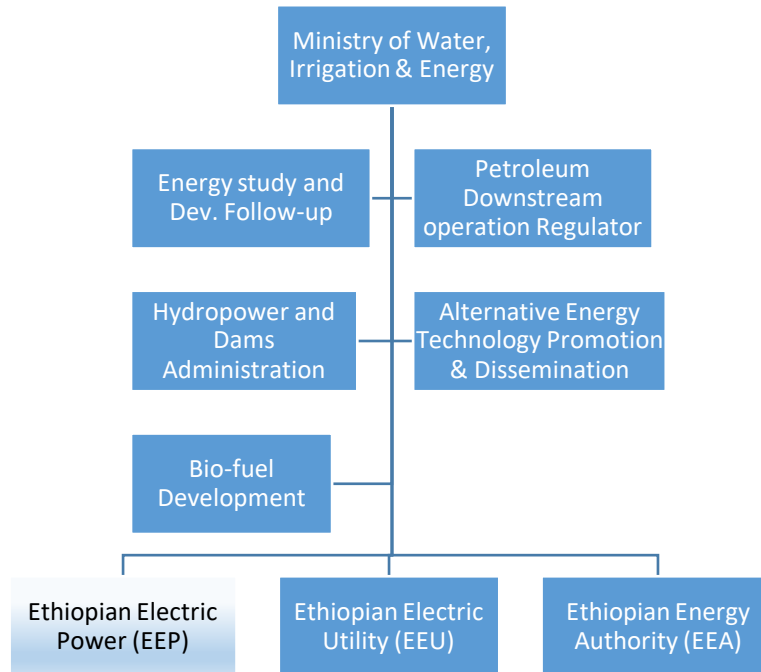 Ministry of Water,
Irrigation & Energy
Energy study and
Dev. Follow-up
Petroleum
Downstream
operation Regulator
Hydropower and
Dams
Administration
Alternative Energy
Technology Promotion
& Dissemination
Bio-fuel
Development
Ethiopian Electric
Power (EEP)
Ethiopian Electric
Utility (EEU)
Ethiopian Energy
Authority (EEA)